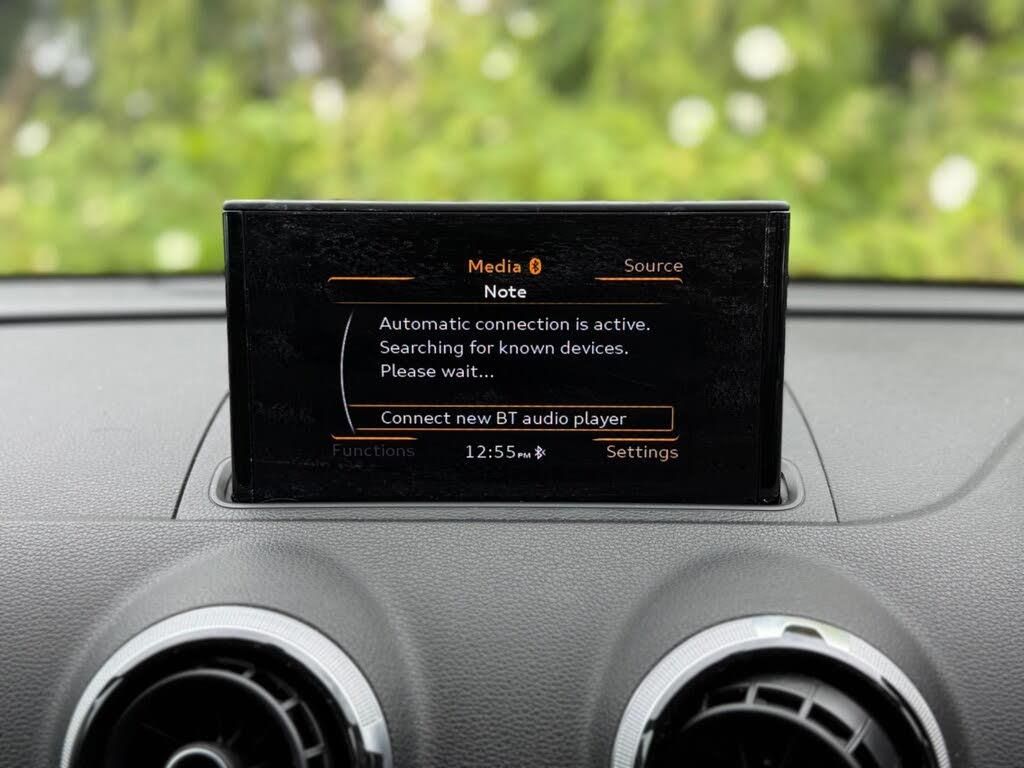 Media
Source
Note
Automatic connection is active.
Searching for known devices.
Please wait...
Connect new BT audio player
Functions
12:55PM
Settings